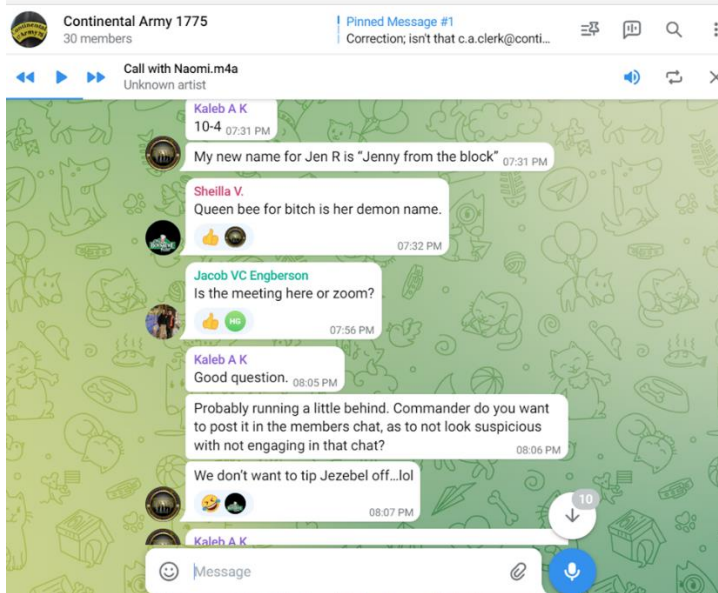 Continental Army 1775
30 members
Pinned Message #1
Correction; isn't that c.a.clerk@conti...
Call with Naomi.m4a
Unknown artist
Kaleb A K
10-4 07:31 PM
My new name for Jen R is “Jenny from the block” 07:31 PM
Sheilla V.
Queen bee for bitch is her demon name.
07:32 PM
Jacob VC Engberson
Is the meeting here or zoom?
HG
07:56 PM
Kaleb A K
Good question. 08:05 PM
Probably running a little behind. Commander do you want
to post it in the members chat, as to not look suspicious
with not engaging in that chat?
08:06 PM
We don't want to tip Jezebel off...lol
08:07 PM
10
Kaleb A K
Message